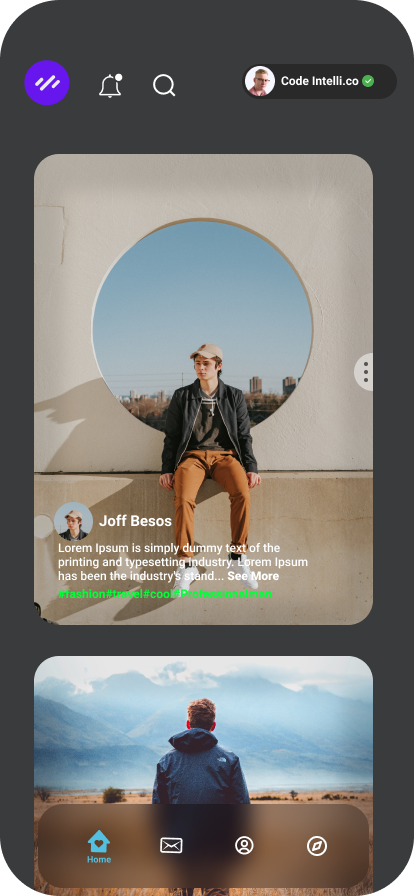 Code Intelli.co
Joff Besos
Lorem Ipsum is simply dummy text of the
printing and typesetting industry. Lorem Ipsum
has been the industry's stand... See More
#fashion#travel#cool#Professionalman
Home